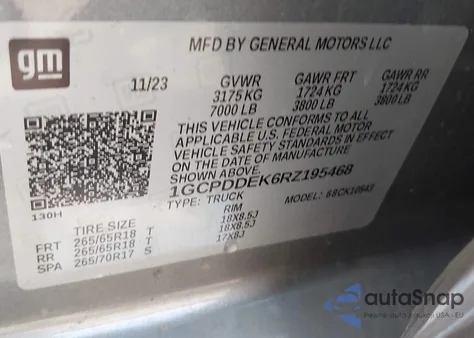 gm
MFD BY GENERAL MOTORS LLC
11/23 GVWR GAWR FRT GAWR RR
3175 KG 1724 KG 1724 KG
7000 LB 3800 LB 3800 LB
THIS VEHICLE CONFORMS TO ALL
APPLICABLE U.S. FEDERAL MOTOR
VEHICLE SAFETY STANDARDS IN EFFECT
ON THE DATE OF MANUFACTURE
SHOWN ABOVE.
1GCPDDEK6RZ195468
130H
TYPE: TRUCK MODEL:
TIRE SIZE RIM
FRT 265/65R18 T 18X8.5J
RR 265/65R18 T 18X8.5J
SPA 265/70R17 S 17X8J
autoSnap